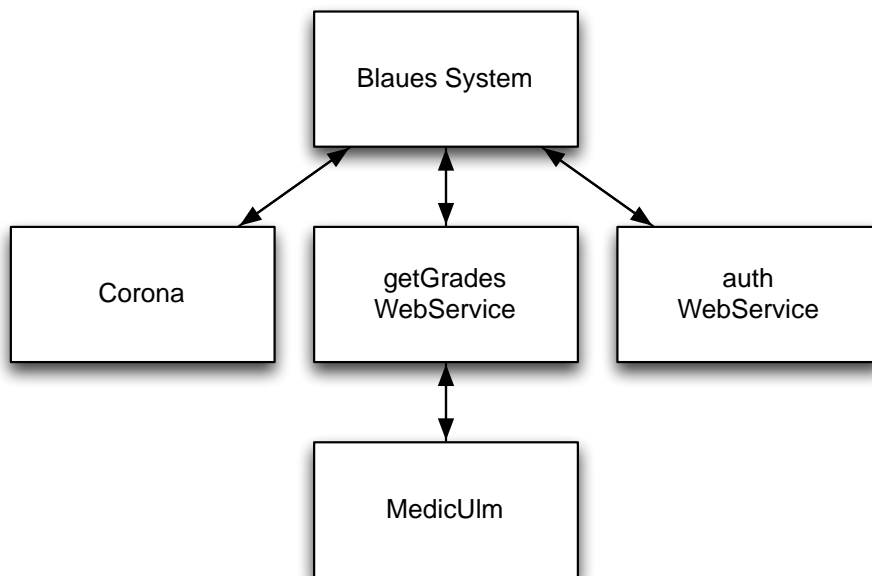 Blaues System
Corona
getGrades
WebService
auth
WebService
MedicUlm